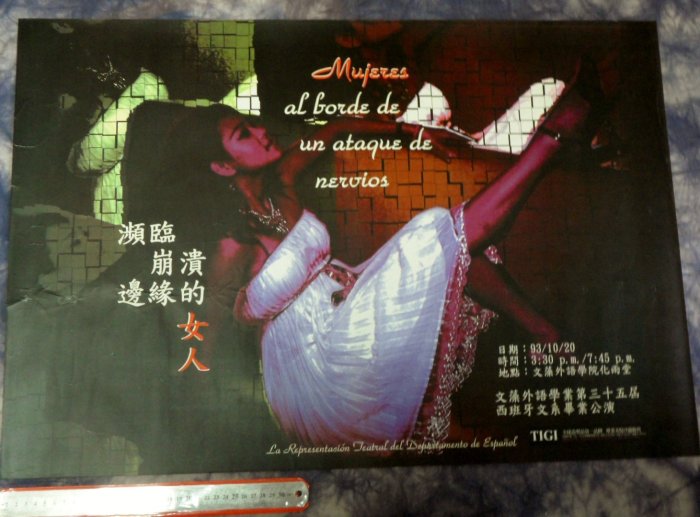 Mujeres
al borde de
un ataque de
nervios
瀕臨
崩潰
邊緣的
女人
日期：93/10/20
時間：3:30 p.m./7:45 p.m.
地點：文藻外語學院化雨堂
文藻外語學業第三十五屆
西班牙文系畢業公演
La Representación Teatral del Departamento de Español
TIGI